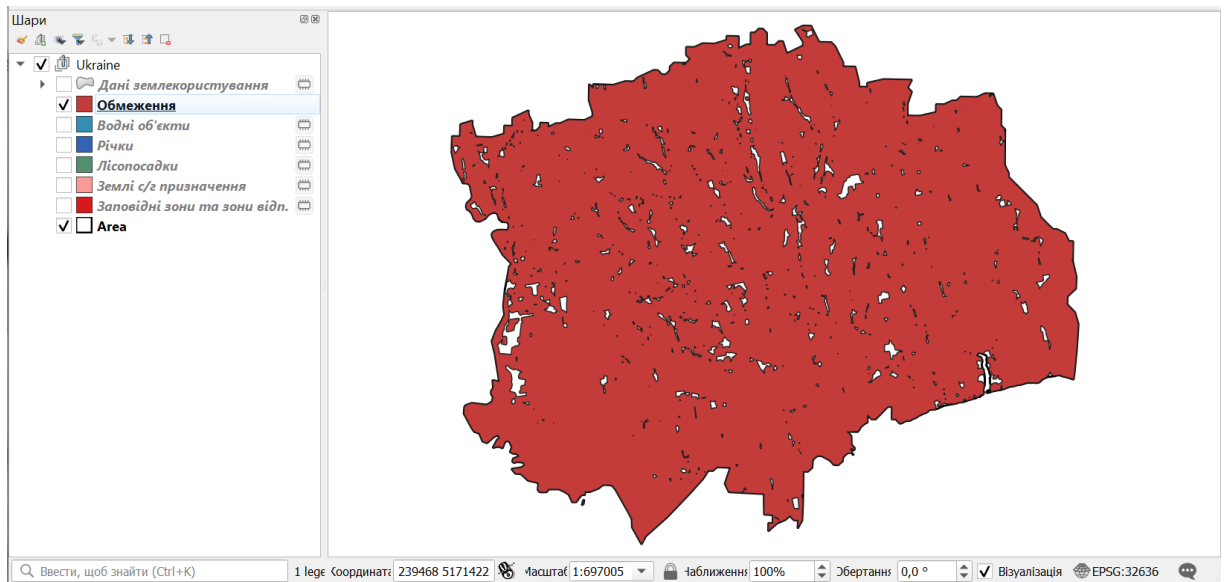 Шари
Ukraine
Дані землекористування
Обмеження
Водні об'єкти
Річки
Лісопосадки
Землі с/г призначення
Заповідні зони та зони відп.
Area
Ввести, щоб знайти (Ctrl+K) 1 lege Координата 239468 5171422 Масштаб 1:697005 Наближення 100% Обертання 0,0 ° Візуалізація EPSG:32636